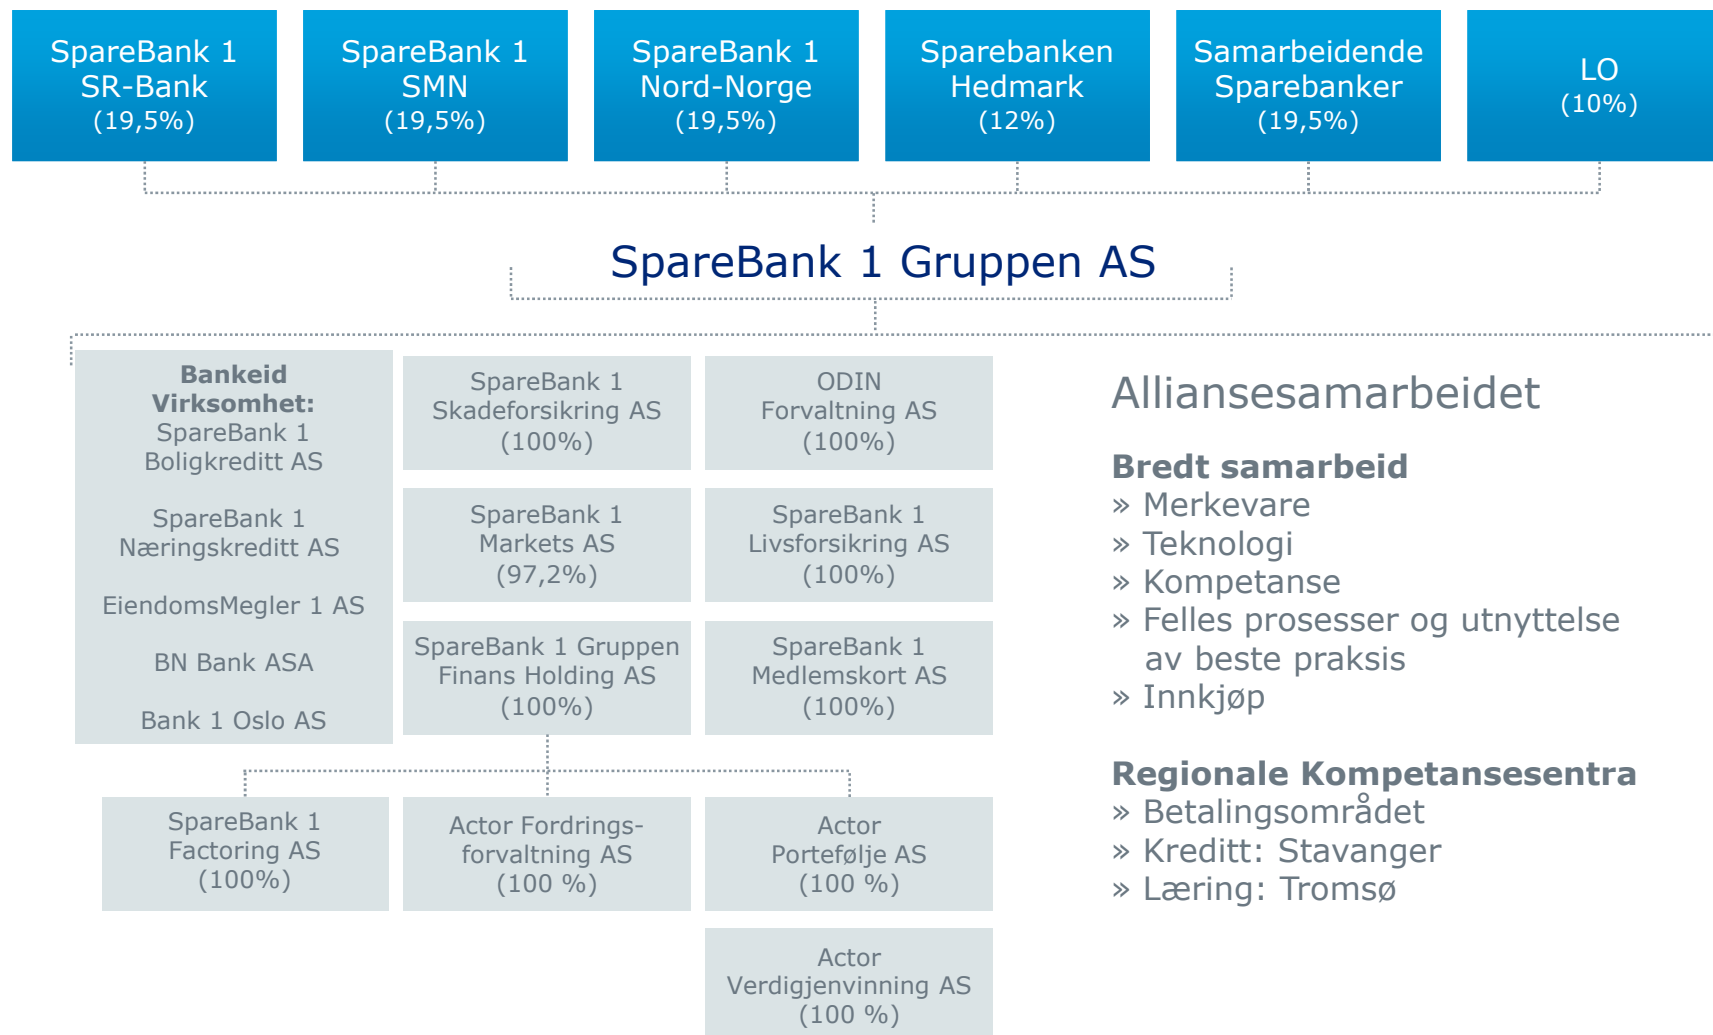 SpareBank 1
SR-Bank
(19,5%)
SpareBank 1
SMN
(19,5%)
SpareBank 1
Nord-Norge
(19,5%)
Sparebanken
Hedmark
(12%)
Samarbeidende
Sparebanker
(19,5%)
LO
(10%)
SpareBank 1 Gruppen AS
Bankeid
Virksomhet:
SpareBank 1
Boligkreditt AS
SpareBank 1
Næringskreditt AS
EiendomsMegler 1 AS
BN Bank ASA
Bank 1 Oslo AS
SpareBank 1
Skadeforsikring AS
(100%)
ODIN
Forvaltning AS
(100%)
SpareBank 1
Markets AS
(97,2%)
SpareBank 1
Livsforsikring AS
(100%)
SpareBank 1 Gruppen
Finans Holding AS
(100%)
SpareBank 1
Medlemskort AS
(100%)
SpareBank 1
Factoring AS
(100%)
Actor Fordrings-
forvaltning AS
(100 %)
Actor
Portefølje AS
(100 %)
Actor
Verdigjenvinning AS
(100 %)
Alliansesamarbeidet
Bredt samarbeid
» Merkevare
» Teknologi
» Kompetanse
» Felles prosesser og utnyttelse
av beste praksis
» Innkjøp
Regionale Kompetansesentra
» Betalingsområdet
» Kreditt: Stavanger
» Læring: Tromsø